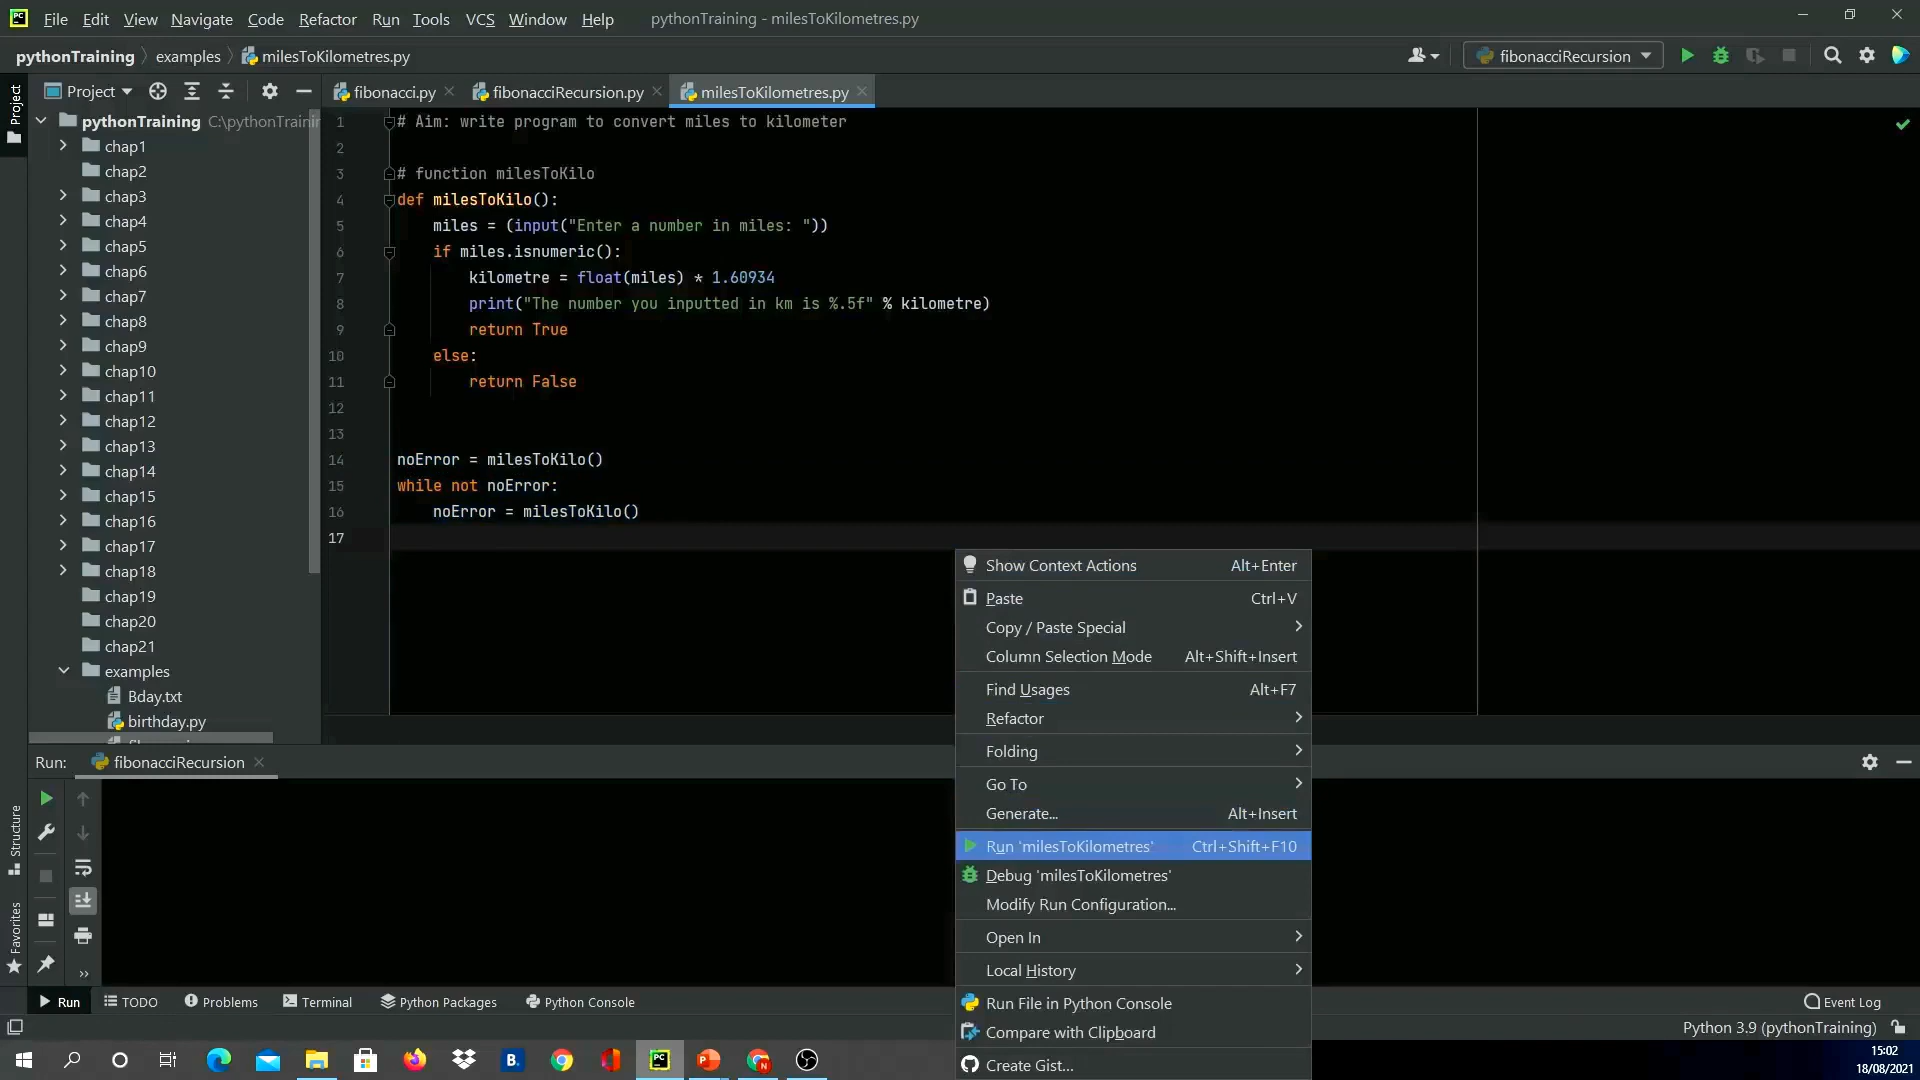 File Edit View Navigate Code Refactor Run Tools VCS Window Help pythonTraining - milesToKilometres.py
pythonTraining examples milesToKilometres.py fibonacciRecursion
Project fibonacci.py fibonacciRecursion.py milesToKilometres.py
Project
pythonTraining C:\pythonTrainin
chap1
chap2
chap3
chap4
chap5
chap6
chap7
chap8
chap9
chap10
chap11
chap12
chap13
chap14
chap15
chap16
chap17
chap18
chap19
chap20
chap21
examples
Bday.txt
birthday.py
1 # Aim: write program to convert miles to kilometer
2
3 # function milesToKilo
4 def milesToKilo():
5 miles = (input("Enter a number in miles: "))
6 if miles.isnumeric():
7 kilometre = float(miles) * 1.60934
8 print("The number you inputted in km is %.5f" % kilometre)
9 return True
10 else:
11 return False
12
13
14 noError = milesToKilo()
15 while not noError:
16 noError = milesToKilo()
17
Show Context Actions Alt+Enter
Paste Ctrl+V
Copy / Paste Special
Column Selection Mode Alt+Shift+Insert
Find Usages Alt+F7
Refactor
Folding
Go To
Generate... Alt+Insert
Run 'milesToKilometres' Ctrl+Shift+F10
Debug 'milesToKilometres'
Modify Run Configuration...
Open In
Local History
Run File in Python Console
Compare with Clipboard
Create Gist...
Run: fibonacciRecursion
Structure
Favorites
Run TODO Problems Terminal Python Packages Python Console Event Log
Python 3.9 (pythonTraining)
15:02
18/08/2021